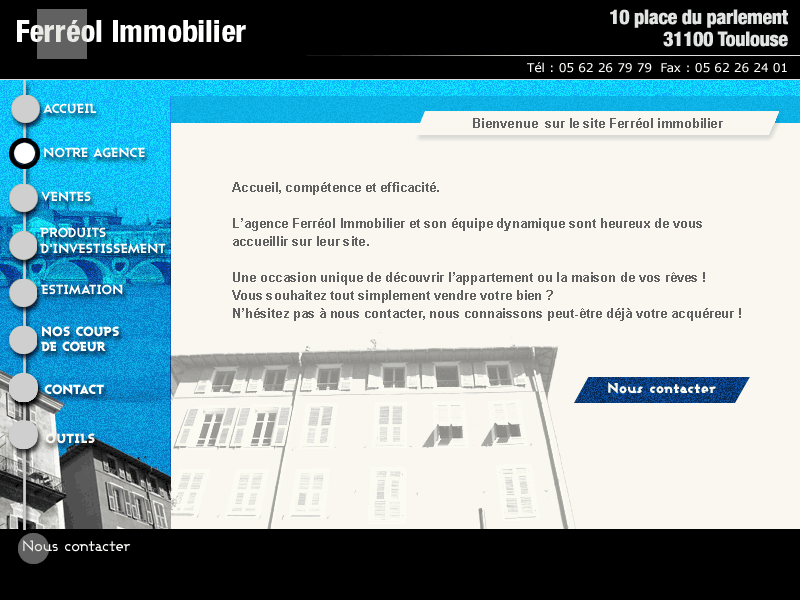 Ferréol Immobilier
10 place du parlement
31100 Toulouse
Tél : 05 62 26 79 79 Fax : 05 62 26 24 01
ACCUEIL
NOTRE AGENCE
VENTES
PRODUITS
D'INVESTISSEMENT
ESTIMATION
NOS COUPS
DE COEUR
CONTACT
OUTILS
Bienvenue sur le site Ferréol immobilier
Accueil, compétence et efficacité.
L'agence Ferréol Immobilier et son équipe dynamique sont heureux de vous
accueillir sur leur site.
Une occasion unique de découvrir l'appartement ou la maison de vos rêves !
Vous souhaitez tout simplement vendre votre bien ?
N'hésitez pas à nous contacter, nous connaissons peut-être déjà votre acquéreur !
Nous contacter
Nous contacter